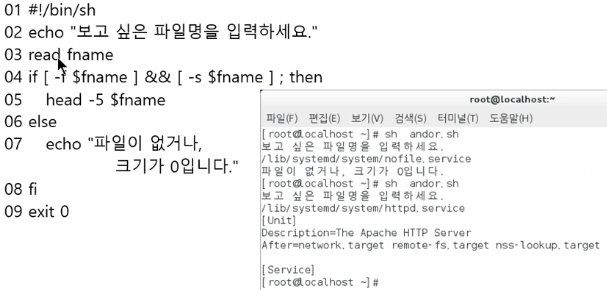 01 #!/bin/sh
02 echo "보고 싶은 파일명을 입력하세요."
03 read fname
04 if [ -f $fname ] && [ -s $fname ] ; then
05 head -5 $fname
06 else
07 echo "파일이 없거나,
크기가 0입니다."
08 fi
09 exit 0
root@localhost:~
파일(F) 편집(E) 보기(V) 검색(S) 터미널(T) 도움말(H)
[root@localhost ~]# sh andor.sh
보고 싶은 파일명을 입력하세요.
/lib/systemd/system/nofile.service
파일이 없거나, 크기가 0입니다.
[root@localhost ~]# sh andor.sh
보고 싶은 파일명을 입력하세요.
/lib/systemd/system/httpd.service
[Unit]
Description=The Apache HTTP Server
After=network.target remote-fs.target nss-lookup.target
[Service]
[root@localhost ~]#